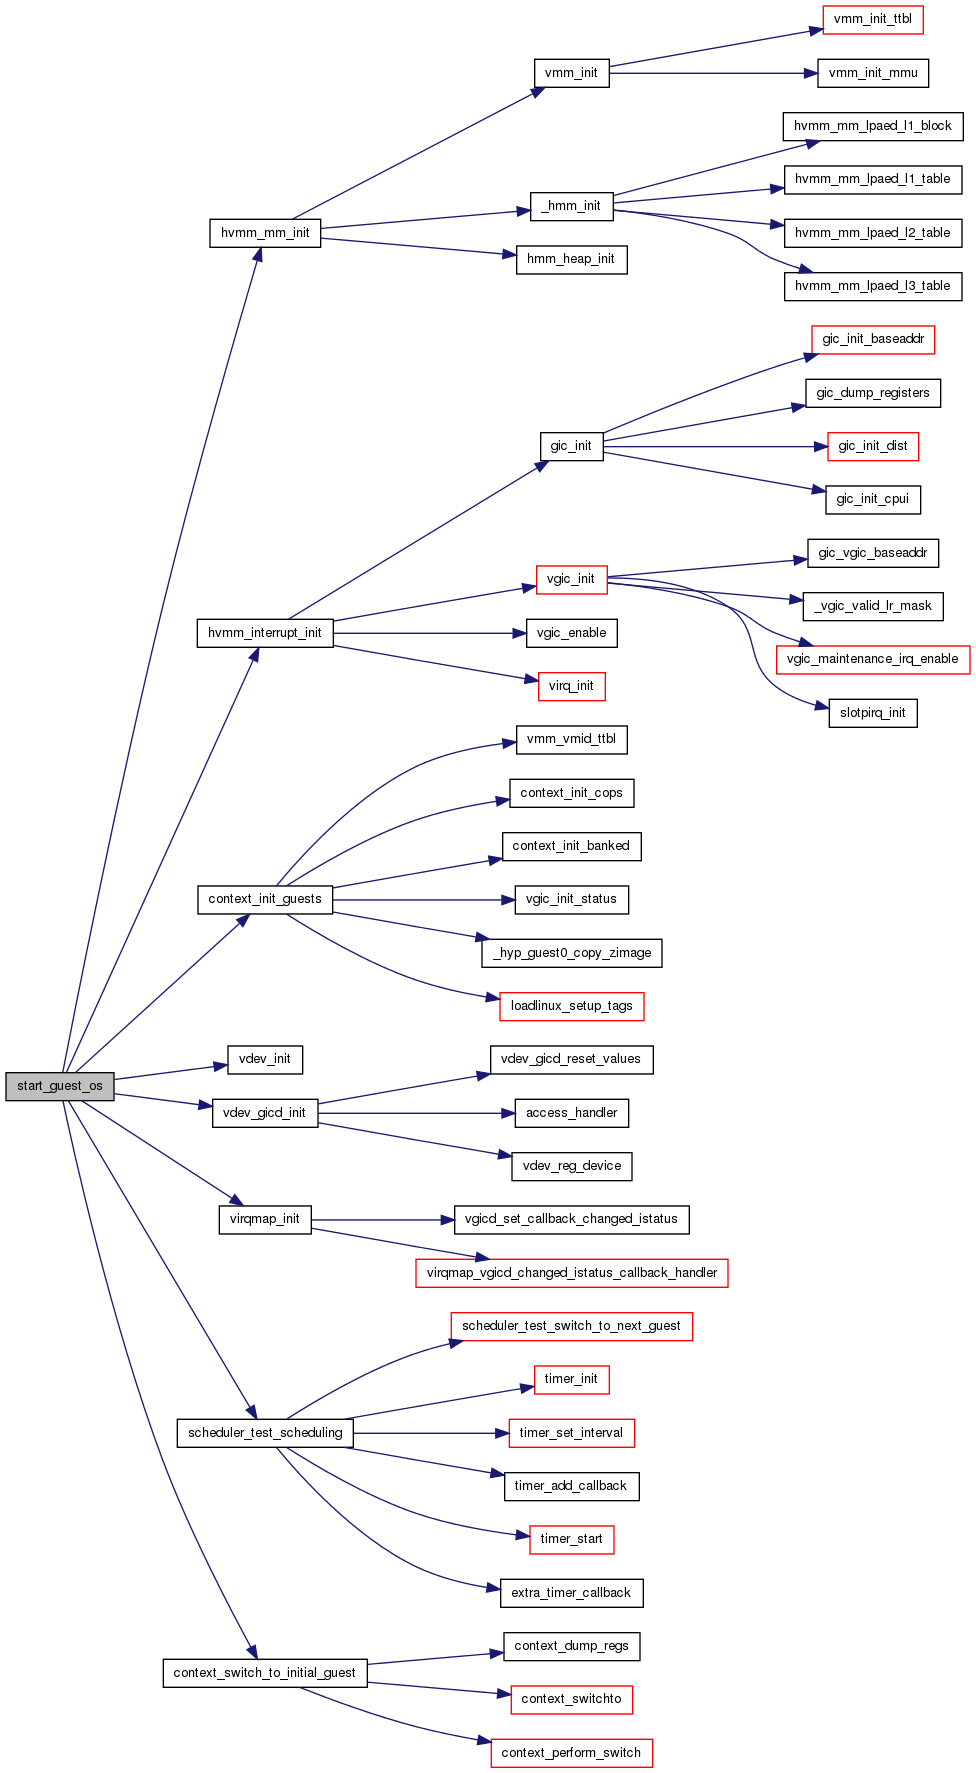 vmm_init_ttbl
vmm_init
vmm_init_mmu
hvmm_mm_lpaed_l1_block
hvmm_mm_lpaed_l1_table
_hmm_init
hvmm_mm_init
hvmm_mm_lpaed_l2_table
hmm_heap_init
hvmm_mm_lpaed_l3_table
gic_init_baseaddr
gic_dump_registers
gic_init
gic_init_dist
gic_init_cpui
gic_vgic_baseaddr
vgic_init
_vgic_valid_lr_mask
hvmm_interrupt_init
vgic_enable
vgic_maintenance_irq_enable
virq_init
slotpirq_init
vmm_vmid_ttbl
context_init_cops
context_init_banked
context_init_guests
vgic_init_status
_hyp_guest0_copy_zimage
loadlinux_setup_tags
vdev_init
vdev_gicd_reset_values
start_guest_os
vdev_gicd_init
access_handler
vdev_reg_device
virqmap_init
vgicd_set_callback_changed_istatus
virqmap_vgicd_changed_istatus_callback_handler
scheduler_test_switch_to_next_guest
timer_init
scheduler_test_scheduling
timer_set_interval
timer_add_callback
timer_start
extra_timer_callback
context_dump_regs
context_switch_to_initial_guest
context_switchto
context_perform_switch